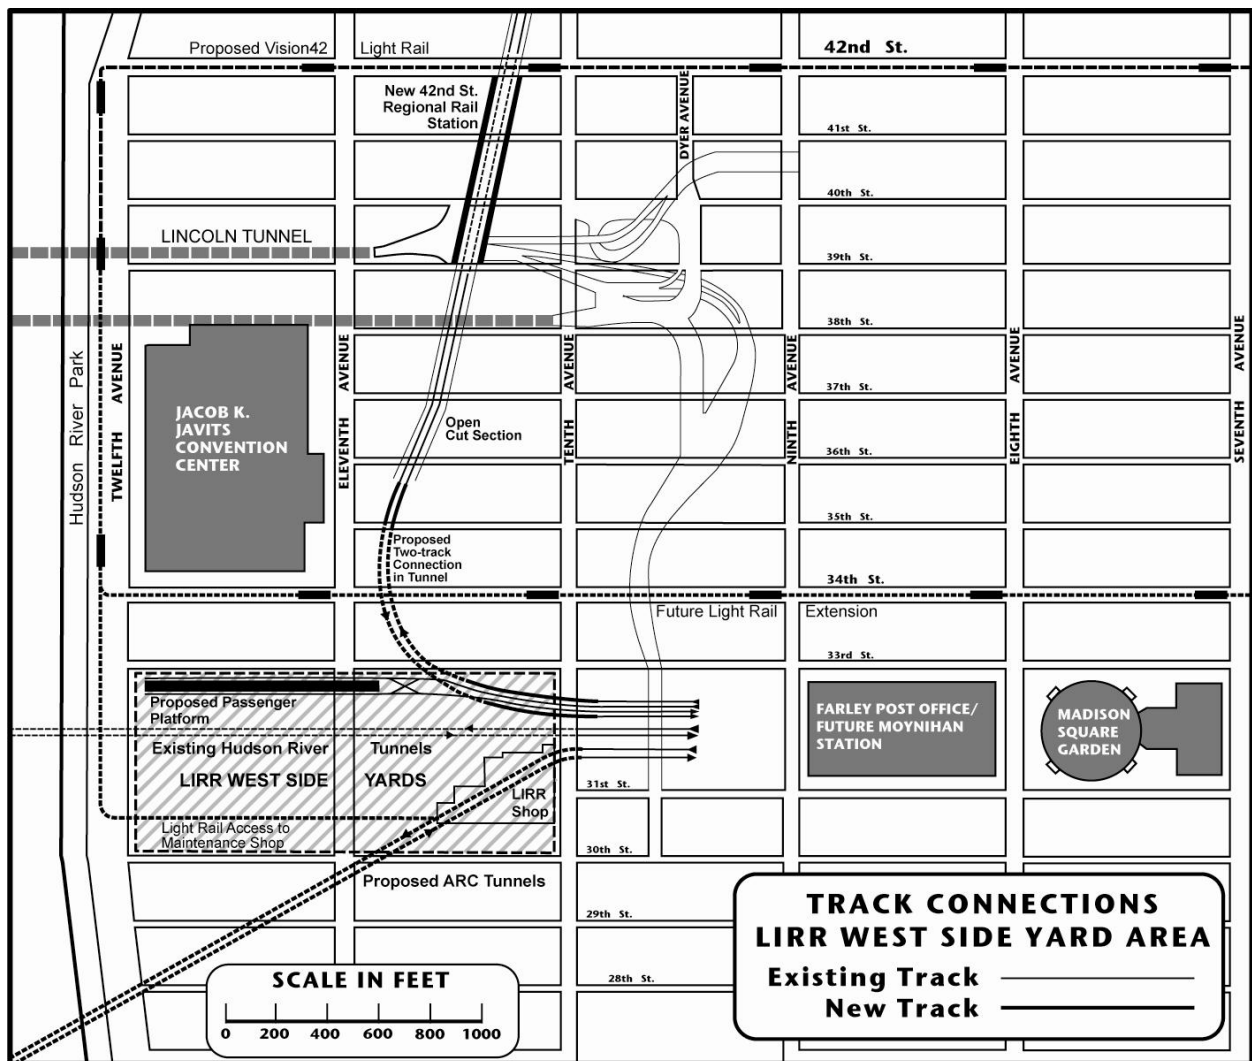 Proposed Vision42 Light Rail
42nd St.
New 42nd St.
Regional Rail
Station
DYER AVENUE
41st St.
40th St.
LINCOLN TUNNEL
39th St.
38th St.
Hudson River Park
TWELFTH AVENUE
ELEVENTH AVENUE
TENTH AVENUE
NINTH AVENUE
EIGHTH AVENUE
SEVENTH AVENUE
37th St.
JACOB K.
JAVITS
CONVENTION
CENTER
Open
Cut Section
36th St.
35th St.
Proposed
Two-track
Connection
in Tunnel
34th St.
Future Light Rail Extension
33rd St.
Proposed Passenger
Platform
FARLEY POST OFFICE/
FUTURE MOYNIHAN
STATION
MADISON
SQUARE
GARDEN
Existing Hudson River Tunnels
LIRR WEST SIDE YARDS
LIRR
Shop
31st St.
Light Rail Access to
Maintenance Shop
30th St.
Proposed ARC Tunnels
29th St.
28th St.
SCALE IN FEET
0 200 400 600 800 1000
TRACK CONNECTIONS
LIRR WEST SIDE YARD AREA
Existing Track
New Track